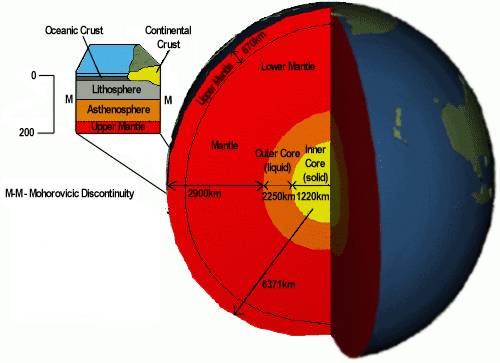 Oceanic Crust
Continental
Crust
0
Lithosphere
M
M
Asthenosphere
Upper Mantle
200
M-M - Mohorovicic Discontinuity
Upper Mantle
670km
Lower Mantle
Mantle
Outer Core
(liquid)
Inner
Core
(solid)
2900km
2250km
1220km
6371km